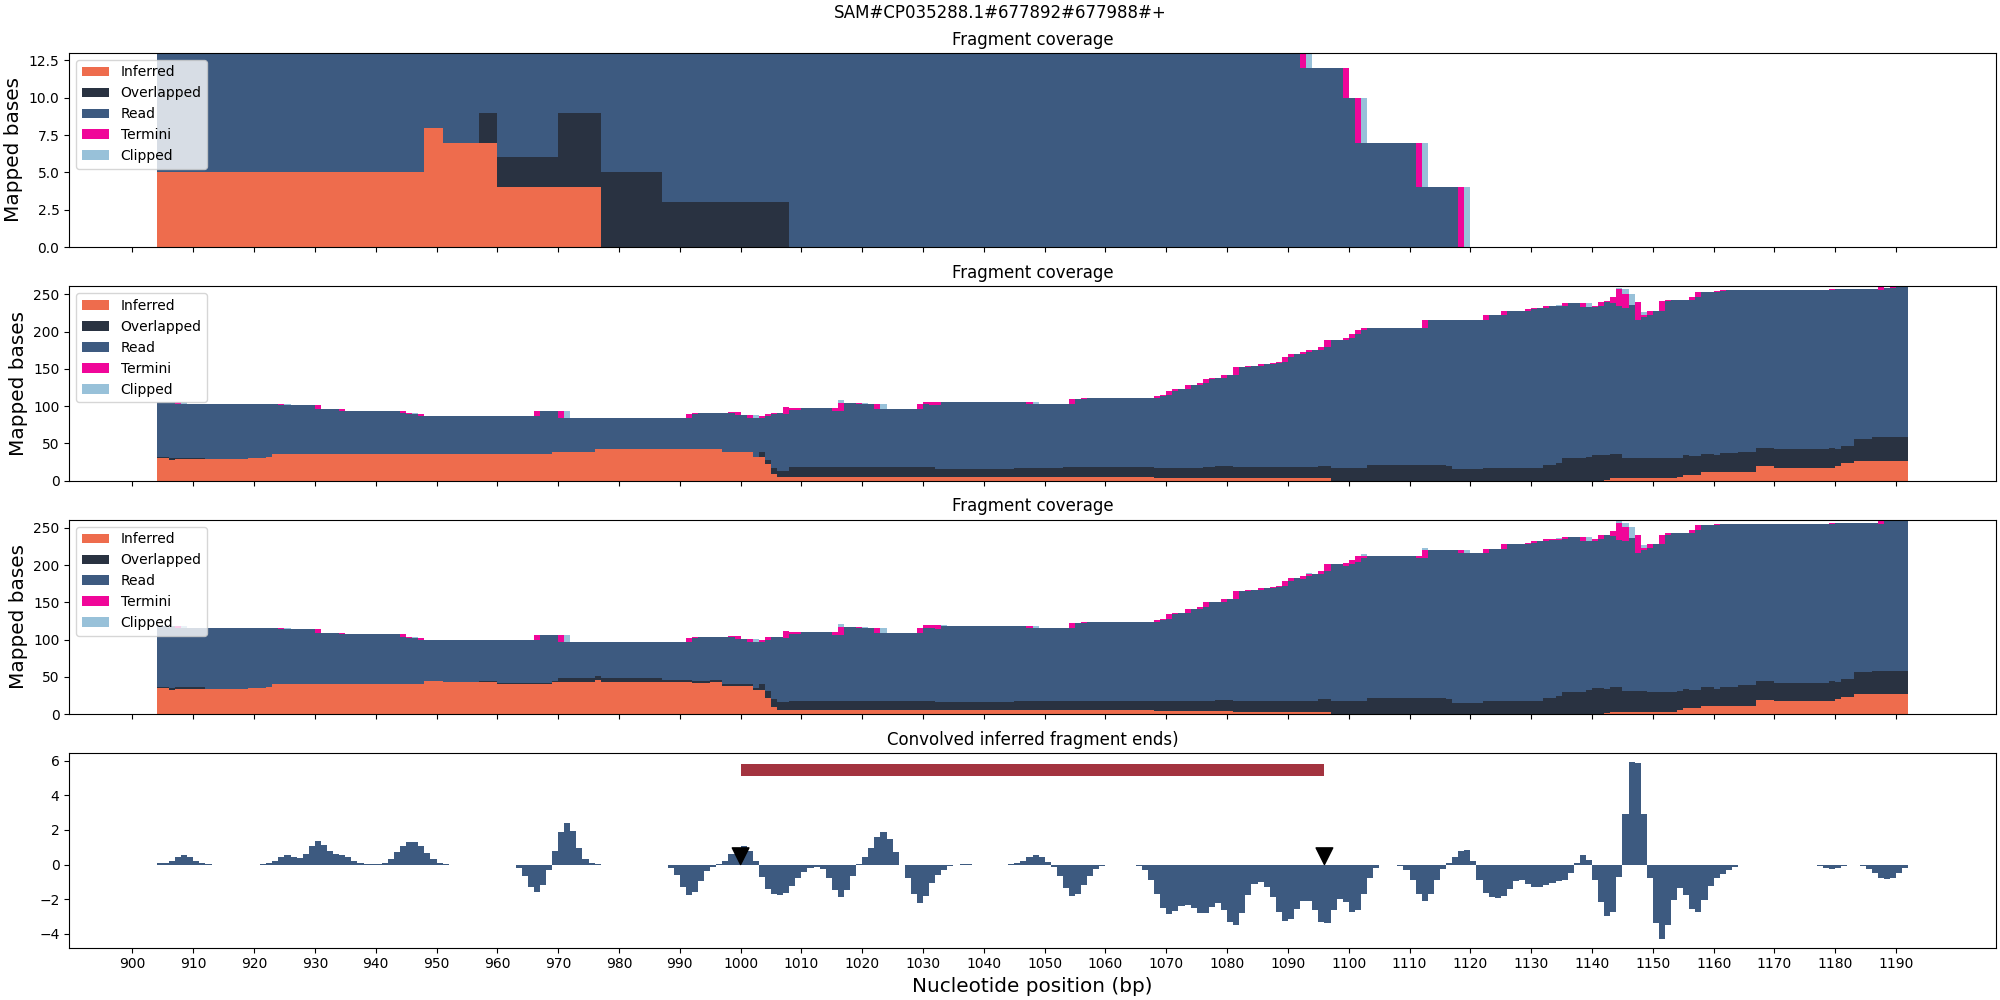 SAM#CP035288.1#677892#677988#+
Fragment coverage
Mapped bases
12.5
10.0
7.5
5.0
2.5
0.0
Inferred
Overlapped
Read
Termini
Clipped
Fragment coverage
Mapped bases
250
200
150
100
50
0
Inferred
Overlapped
Read
Termini
Clipped
Fragment coverage
Mapped bases
250
200
150
100
50
0
Inferred
Overlapped
Read
Termini
Clipped
Convolved inferred fragment ends)
6
4
2
0
−2
−4
900 910 920 930 940 950 960 970 980 990 1000 1010 1020 1030 1040 1050 1060 1070 1080 1090 1100 1110 1120 1130 1140 1150 1160 1170 1180 1190
Nucleotide position (bp)